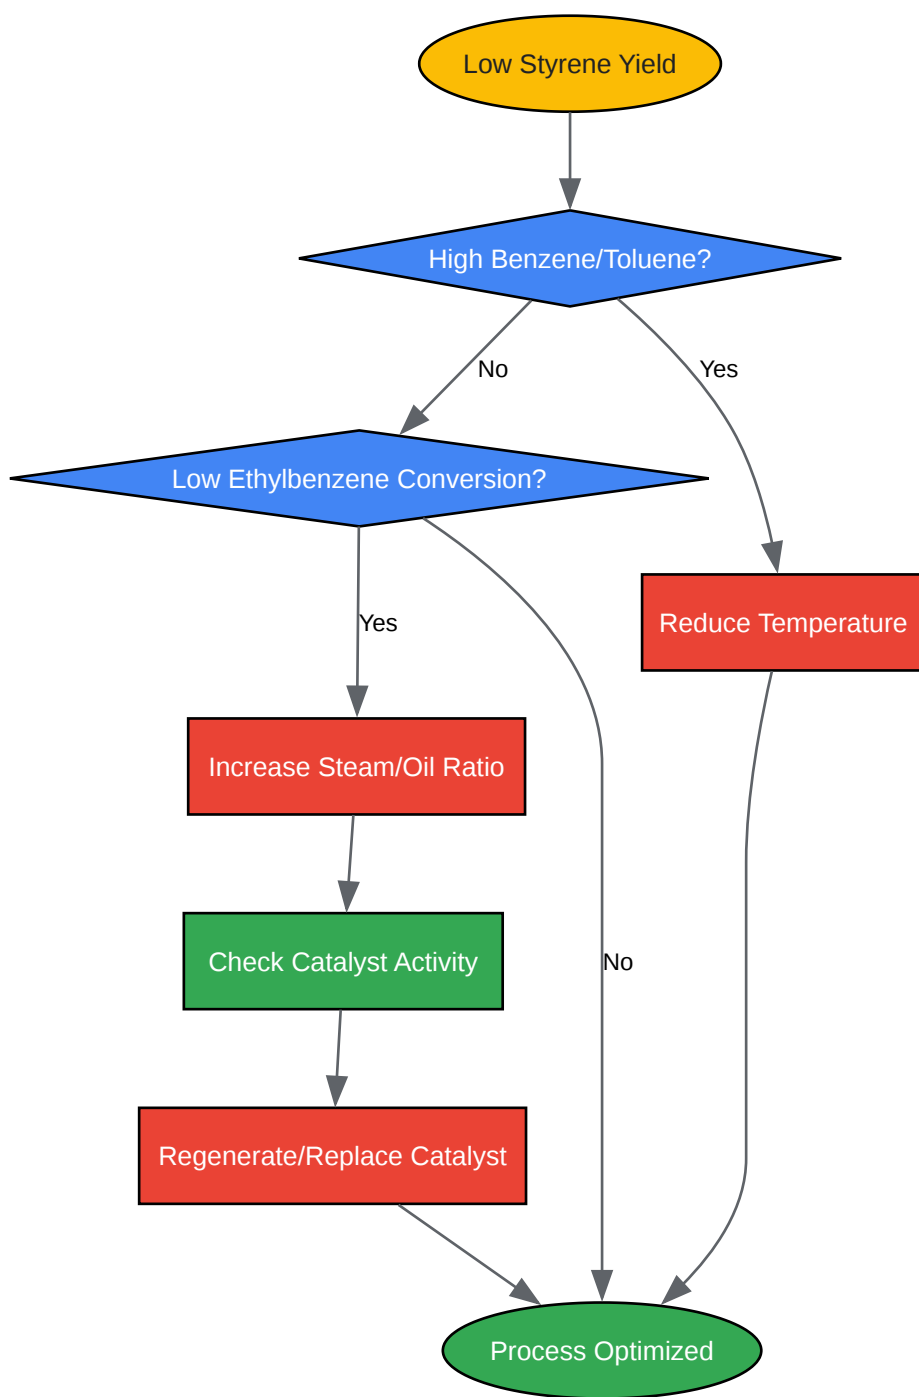 Low Styrene Yield
High Benzene/Toluene?
No
Yes
Low Ethylbenzene Conversion?
Yes
Reduce Temperature
Increase Steam/Oil Ratio
Check Catalyst Activity
No
Regenerate/Replace Catalyst
Process Optimized